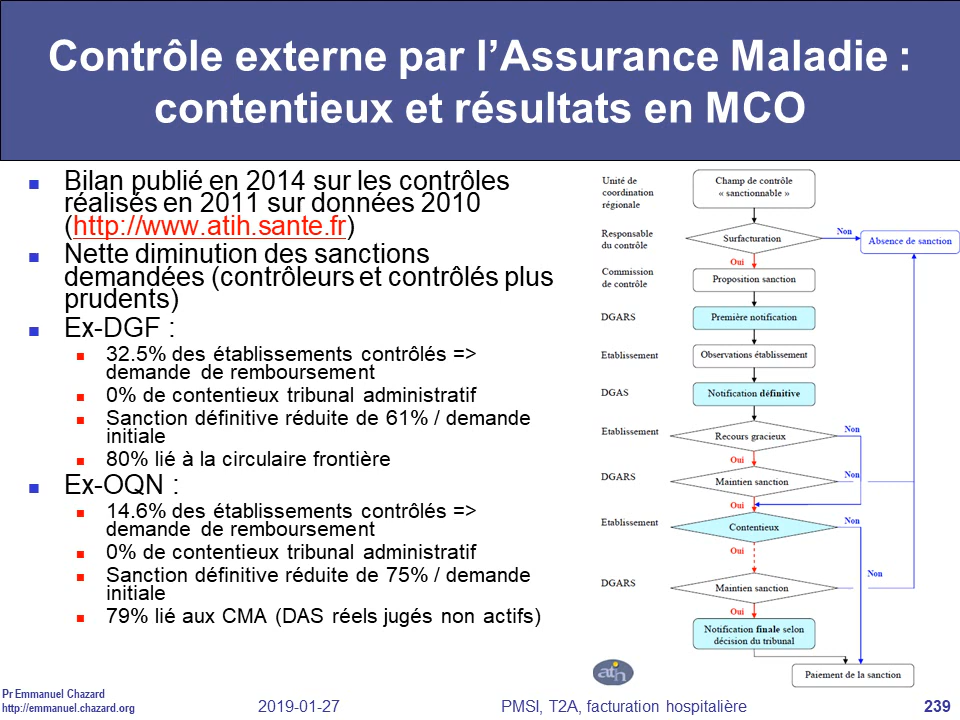 Contrôle externe par l’Assurance Maladie :
contentieux et résultats en MCO
Bilan publié en 2014 sur les contrôles
réalisés en 2011 sur données 2010
(http://www.atih.sante.fr)
Nette diminution des sanctions
demandées (contrôleurs et contrôlés plus
prudents)
Ex-DGF :
32.5% des établissements contrôlés =>
demande de remboursement
0% de contentieux tribunal administratif
Sanction définitive réduite de 61% / demande
initiale
80% lié à la circulaire frontière
Ex-OQN :
14.6% des établissements contrôlés =>
demande de remboursement
0% de contentieux tribunal administratif
Sanction définitive réduite de 75% / demande
initiale
79% lié aux CMA (DAS réels jugés non actifs)
Unité de
coordination
régionale
Champ de contrôle
« sanctionnable »
Responsable
du contrôle
Surfacturation
Non
Absence de sanction
Oui
Commission
de contrôle
Proposition sanction
DGARS
Première notification
Etablissement
Observations établissement
DGAS
Notification définitive
Etablissement
Recours gracieux
Non
Oui
DGARS
Maintien sanction
Non
Oui
Etablissement
Contentieux
Non
Oui
Non
DGARS
Maintien sanction
Oui
Notification finale selon
décision du tribunal
Paiement de la sanction
atih
Pr Emmanuel Chazard
http://emmanuel.chazard.org
2019-01-27
PMSI, T2A, facturation hospitalière
239